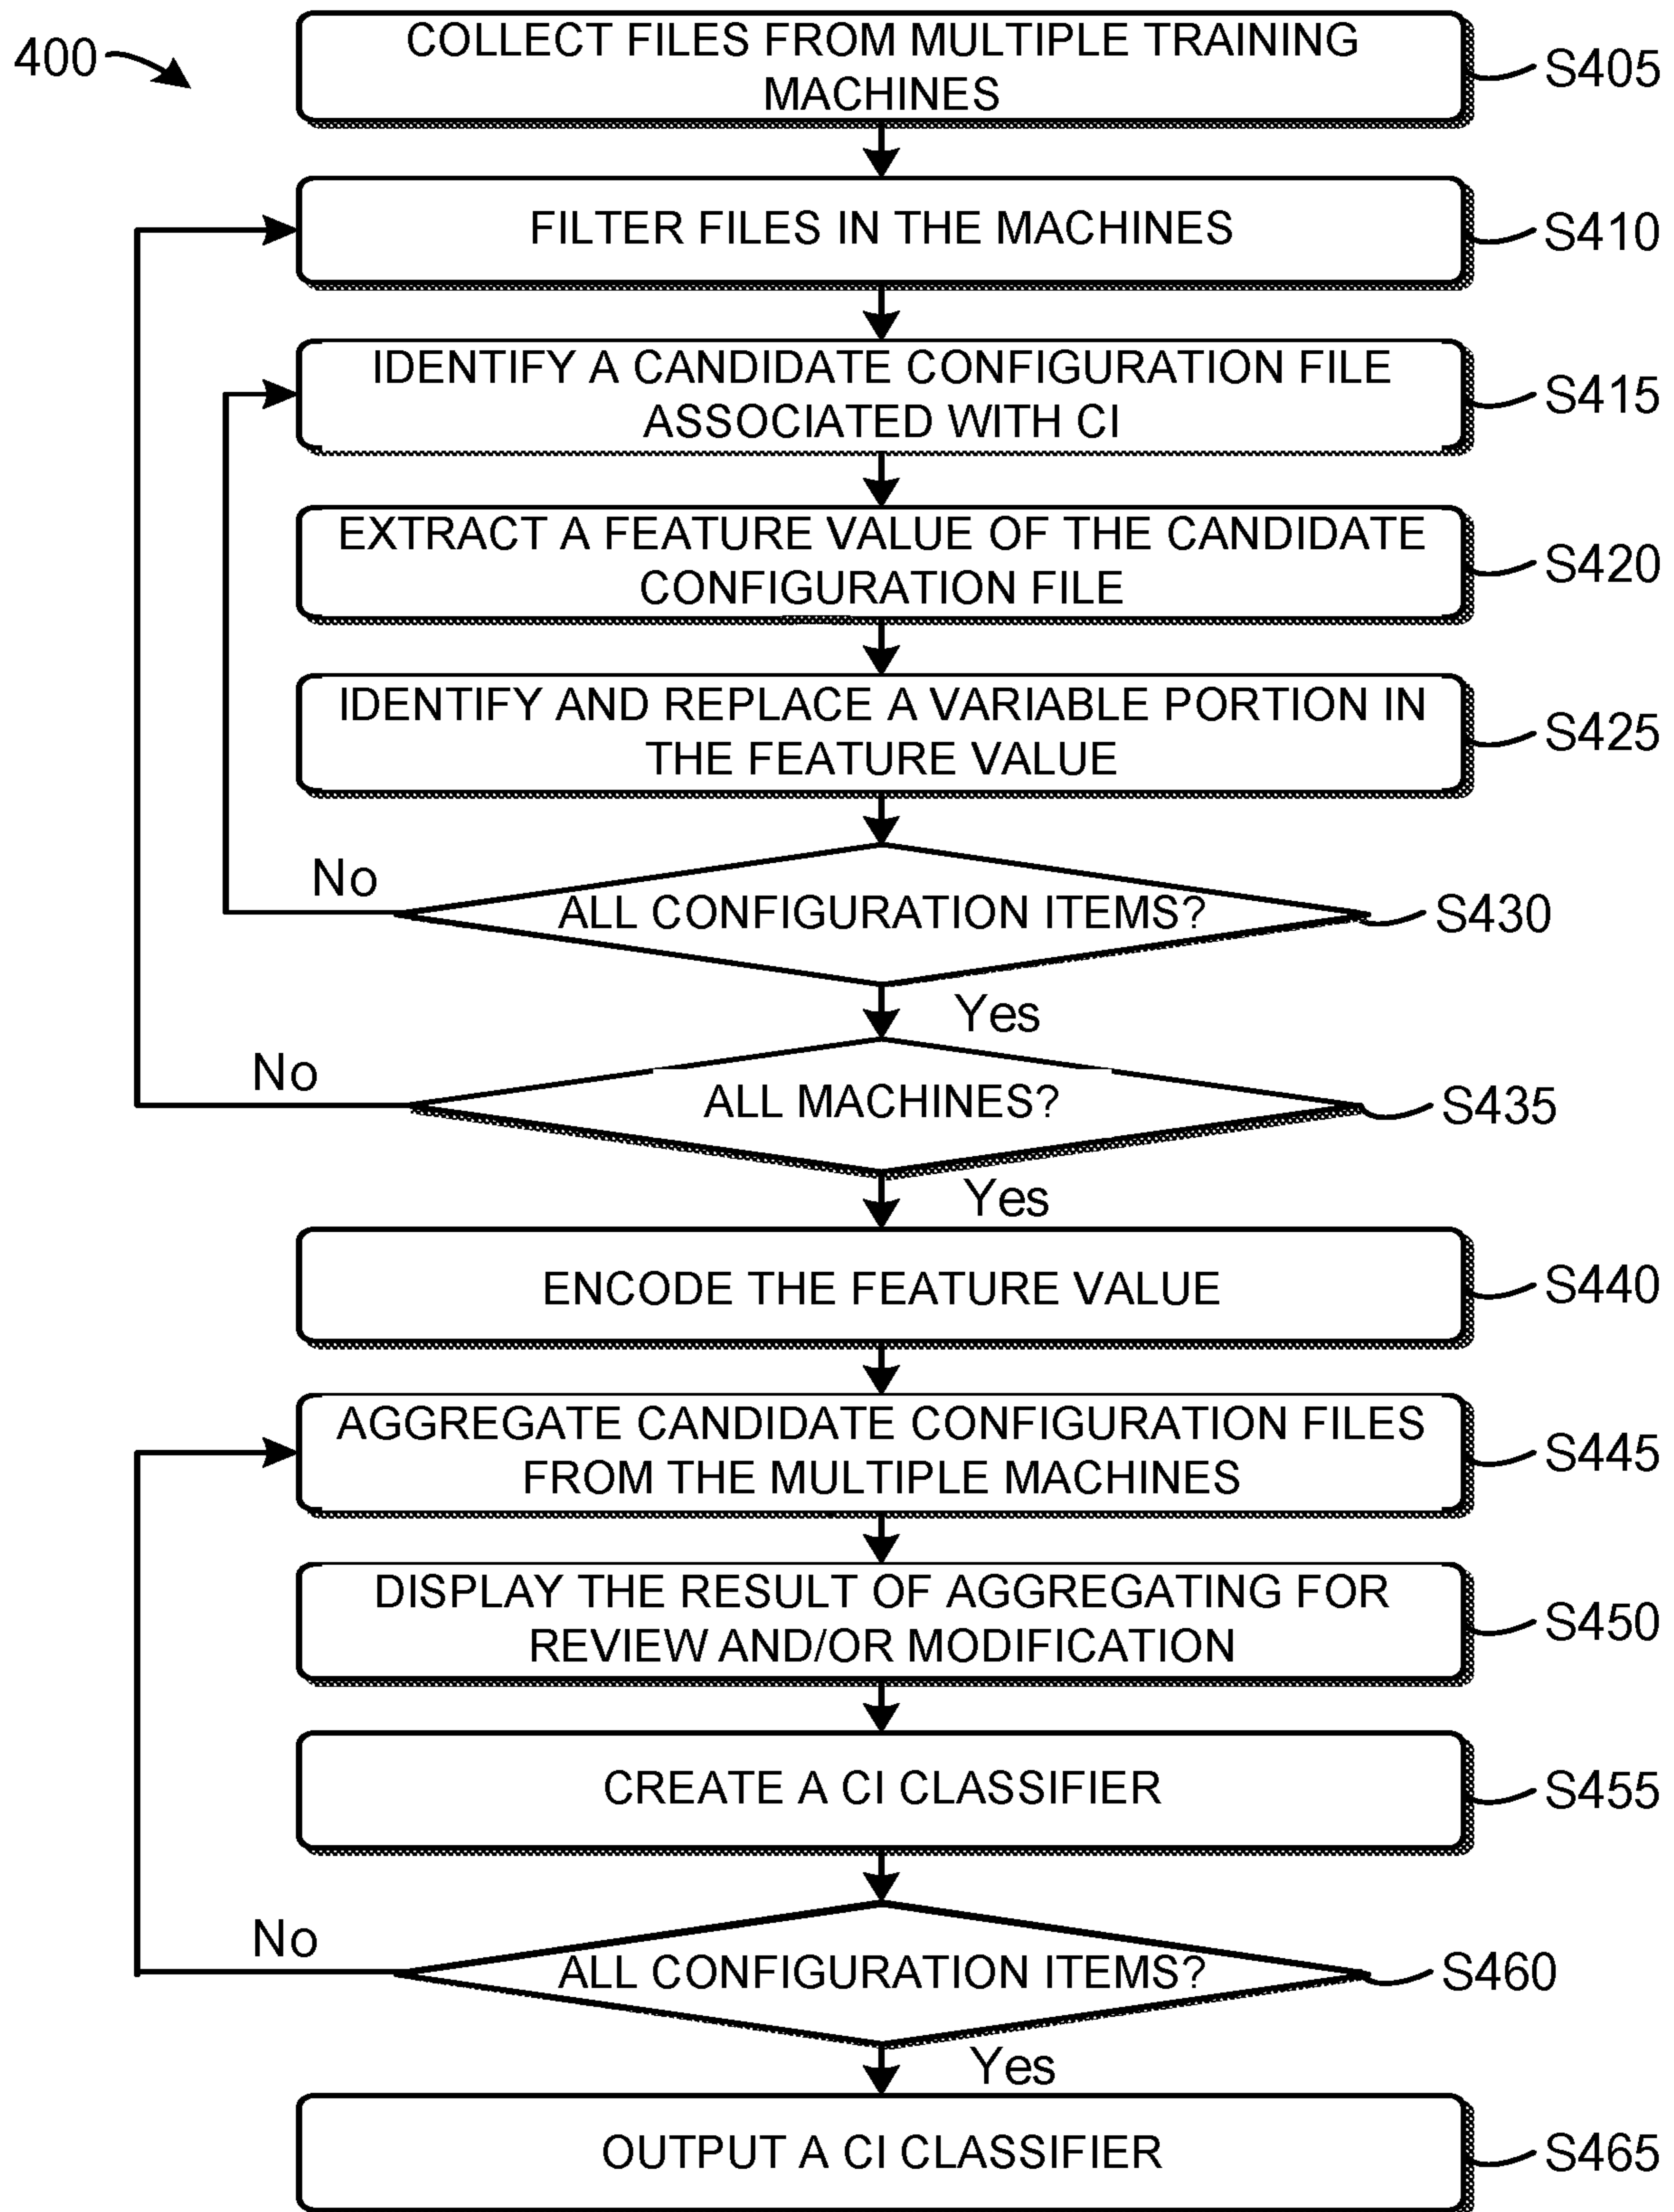 400
COLLECT FILES FROM MULTIPLE TRAINING
MACHINES
S405
FILTER FILES IN THE MACHINES
S410
IDENTIFY A CANDIDATE CONFIGURATION FILE
ASSOCIATED WITH CI
S415
EXTRACT A FEATURE VALUE OF THE CANDIDATE
CONFIGURATION FILE
S420
IDENTIFY AND REPLACE A VARIABLE PORTION IN
THE FEATURE VALUE
S425
No
ALL CONFIGURATION ITEMS?
S430
Yes
No
ALL MACHINES?
S435
Yes
ENCODE THE FEATURE VALUE
S440
AGGREGATE CANDIDATE CONFIGURATION FILES
FROM THE MULTIPLE MACHINES
S445
DISPLAY THE RESULT OF AGGREGATING FOR
REVIEW AND/OR MODIFICATION
S450
CREATE A CI CLASSIFIER
S455
No
ALL CONFIGURATION ITEMS?
S460
Yes
OUTPUT A CI CLASSIFIER
S465